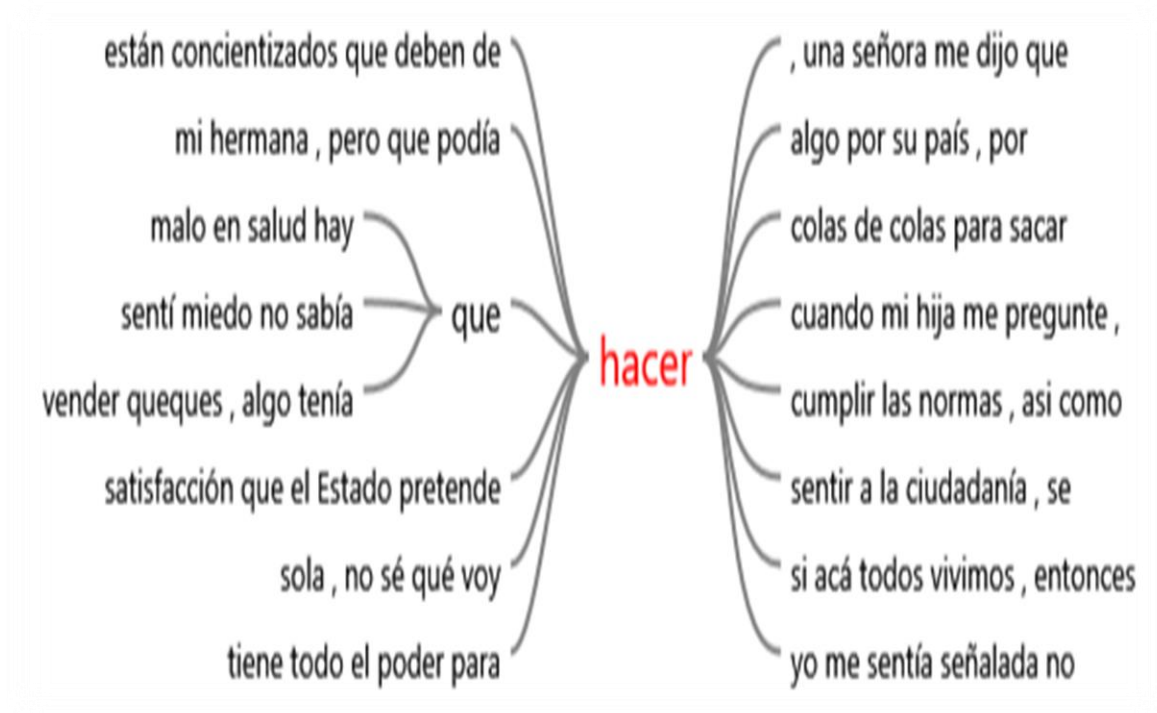 están concientizados que deben de
mi hermana , pero que podía
malo en salud hay
sentí miedo no sabía
vender queques , algo tenía
que
satisfacción que el Estado pretende
sola , no sé qué voy
tiene todo el poder para
hacer
, una señora me dijo que
algo por su país , por
colas de colas para sacar
cuando mi hija me pregunte ,
cumplir las normas , asi como
sentir a la ciudadanía , se
si acá todos vivimos , entonces
yo me sentía señalada no